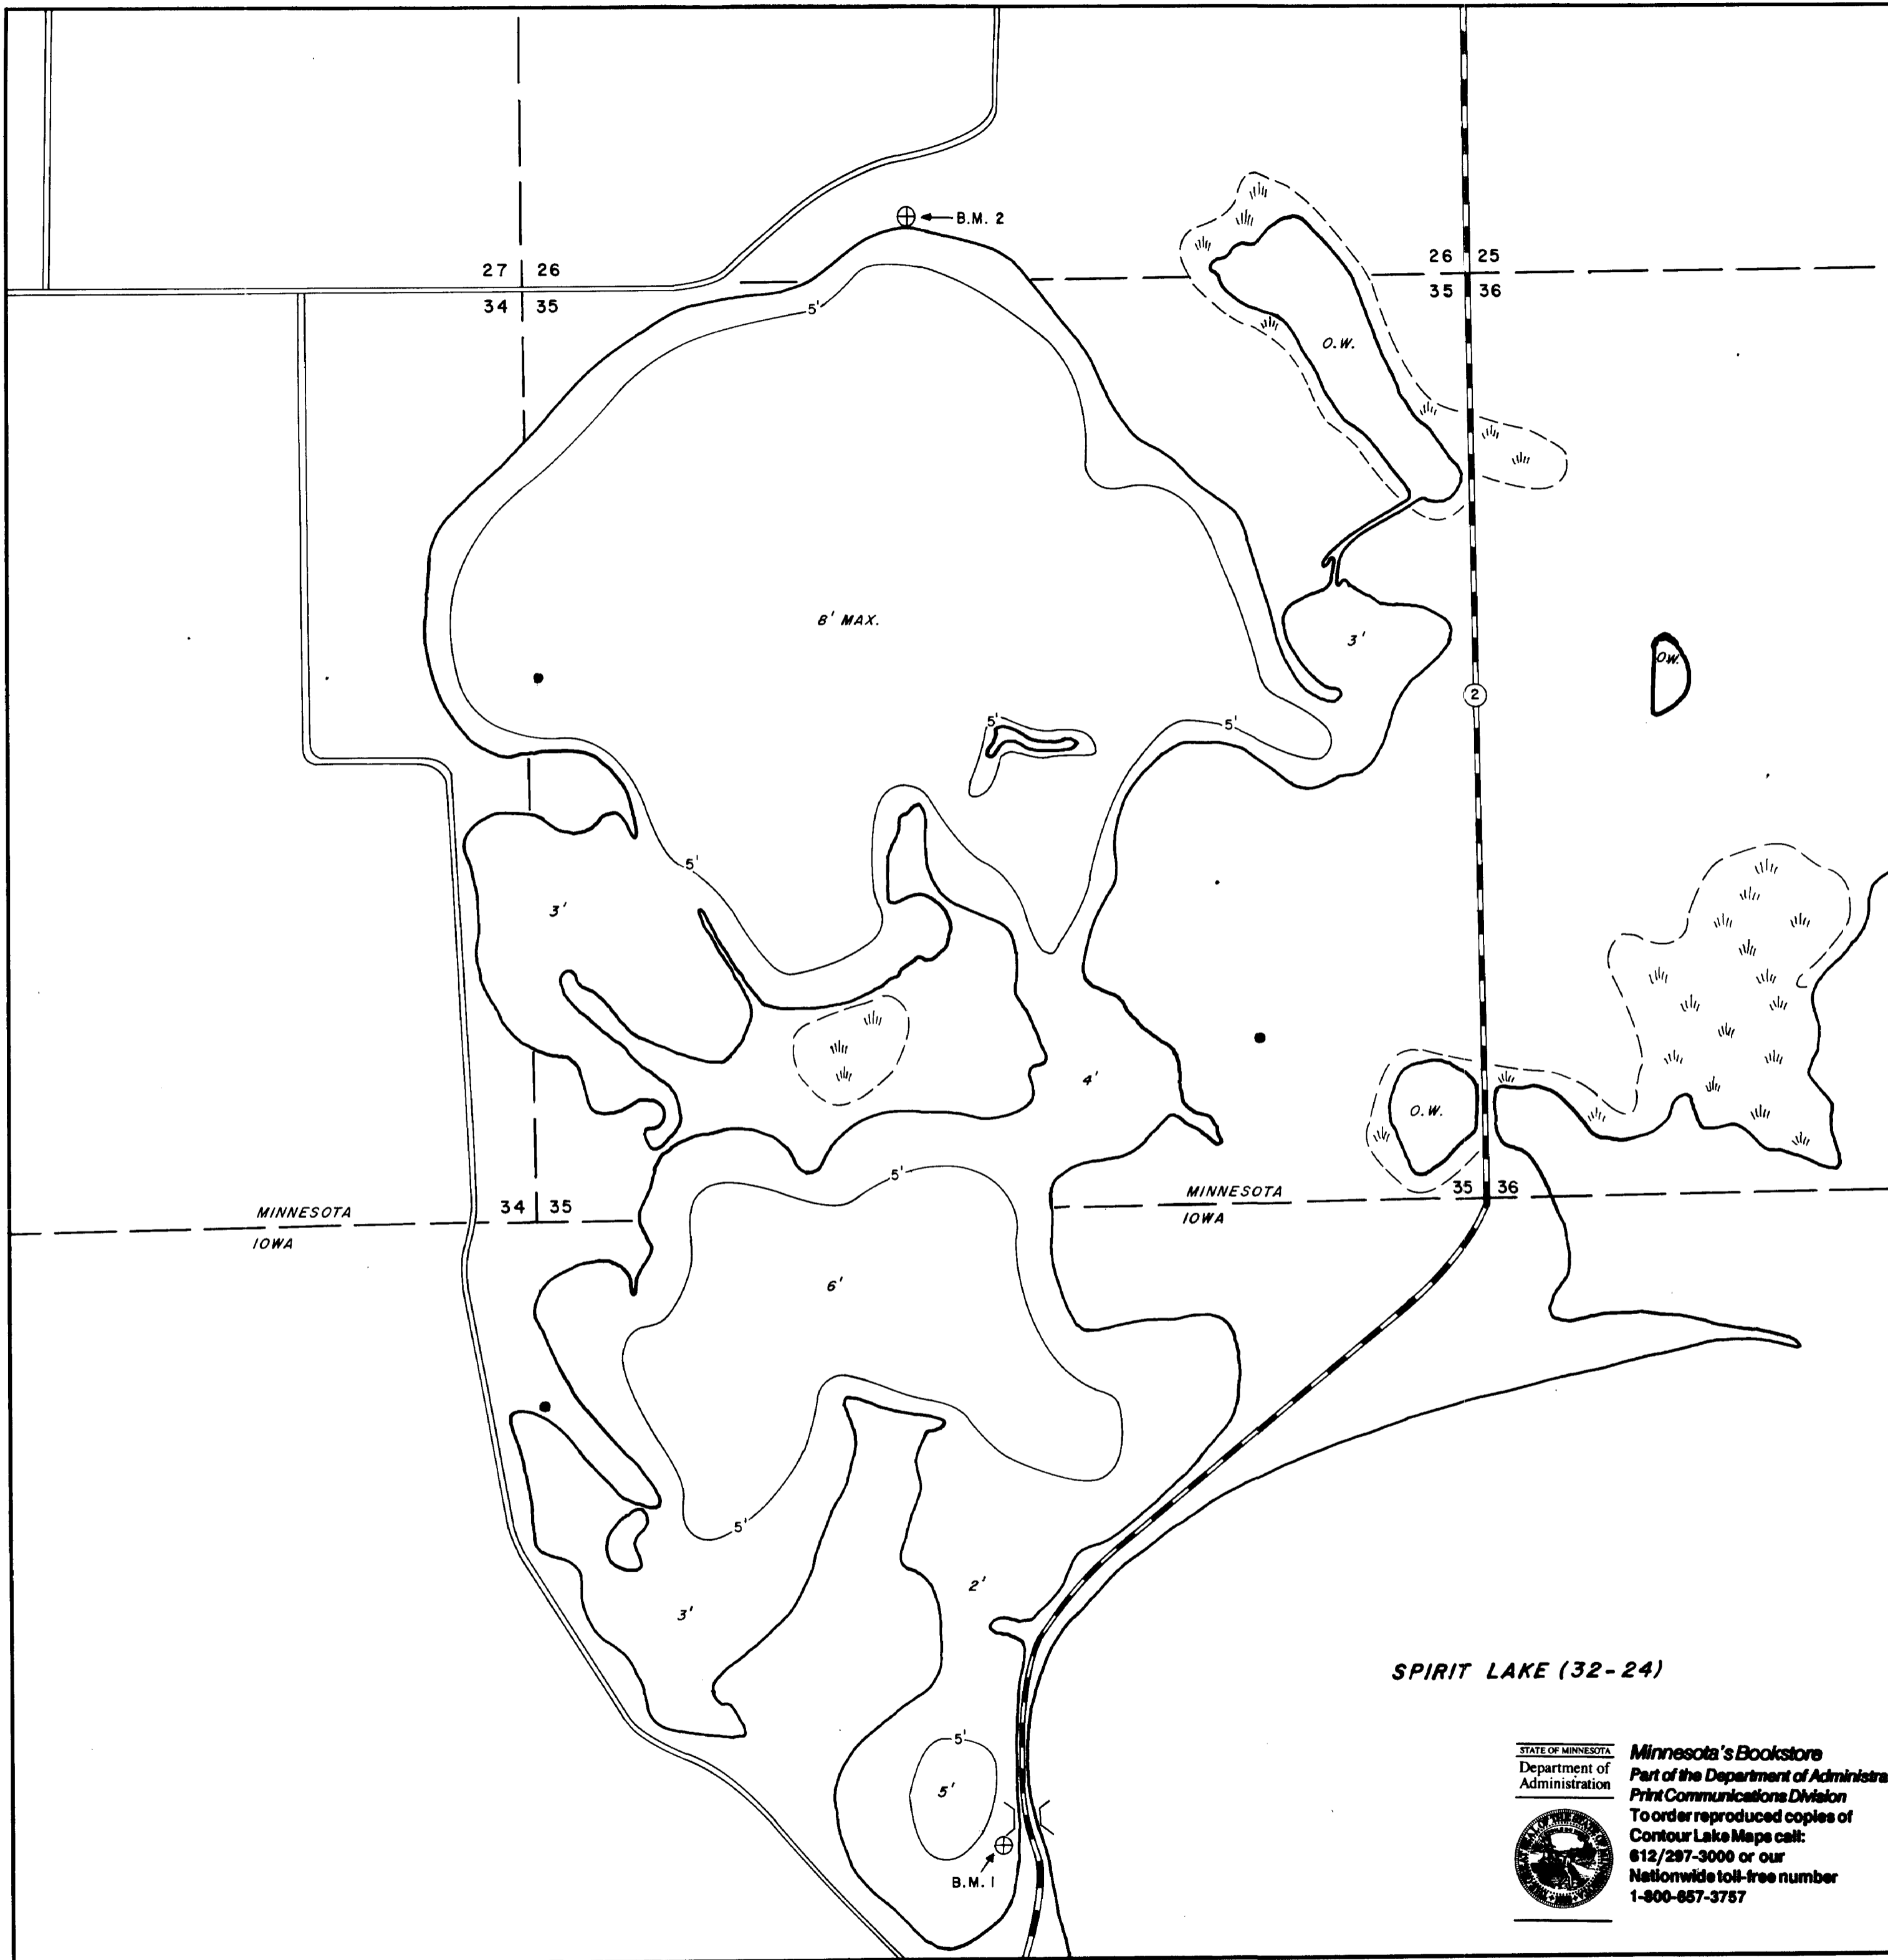 B.M. 2
27 26
34 35
26 25
35 36
5'
O.W.
8' MAX.
3'
2
O.W.
5'
5'
5'
3'
4'
O.W.
5'
MINNESOTA
IOWA
34 35
MINNESOTA
IOWA
35 36
6'
5'
2'
3'
SPIRIT LAKE (32-24)
5'
5'
B.M. 1
STATE OF MINNESOTA
Department of
Administration
Minnesota's Bookstore
Part of the Department of
Print Communications Division
To order reproduced copies of
Contour Lake Maps call:
612/297-3000 or our
Nationwide toll-free number
1-800-657-3757